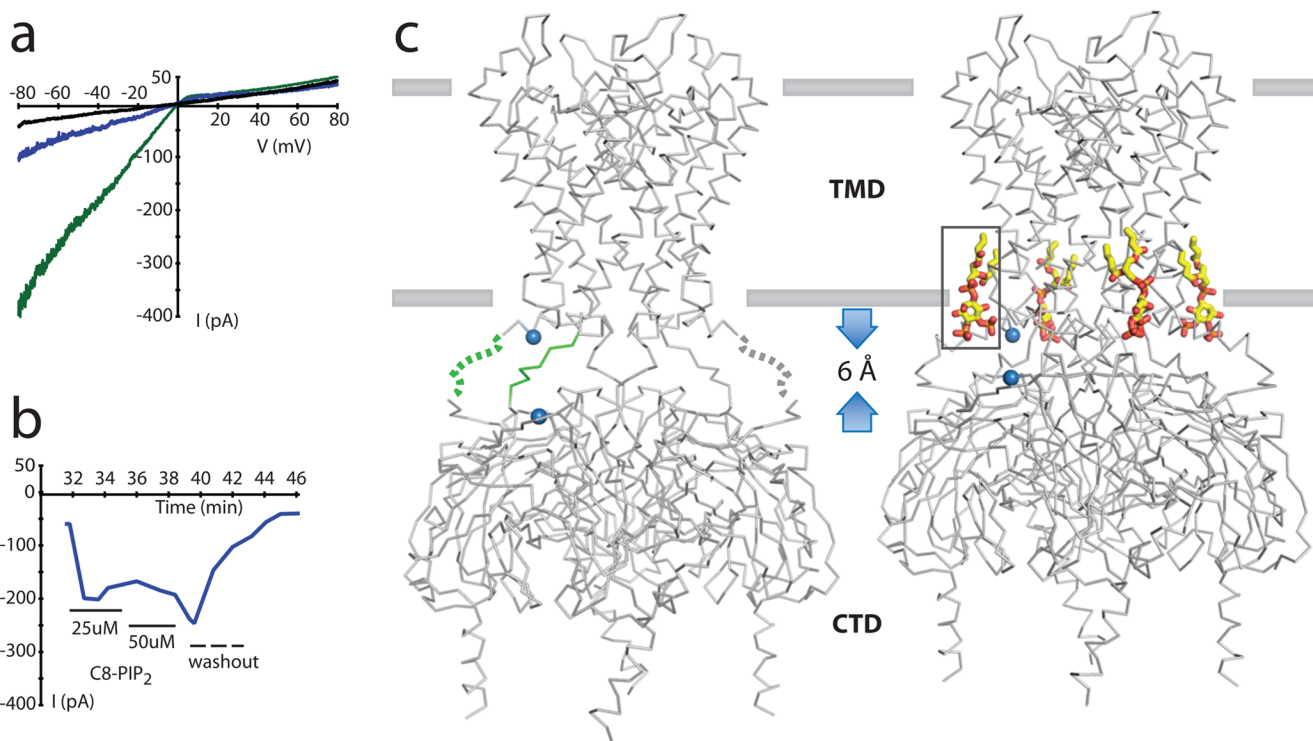 a
50
-80 -60 -40 -20
20 40 60 80
V (mV)
-100
-200
-300
-400
I (pA)
b
50
0
-100
-200
-300
-400
32 34 36 38 40 42 44 46
Time (min)
25uM
50uM
washout
C8-PIP2
I (pA)
c
TMD
6 Å
CTD